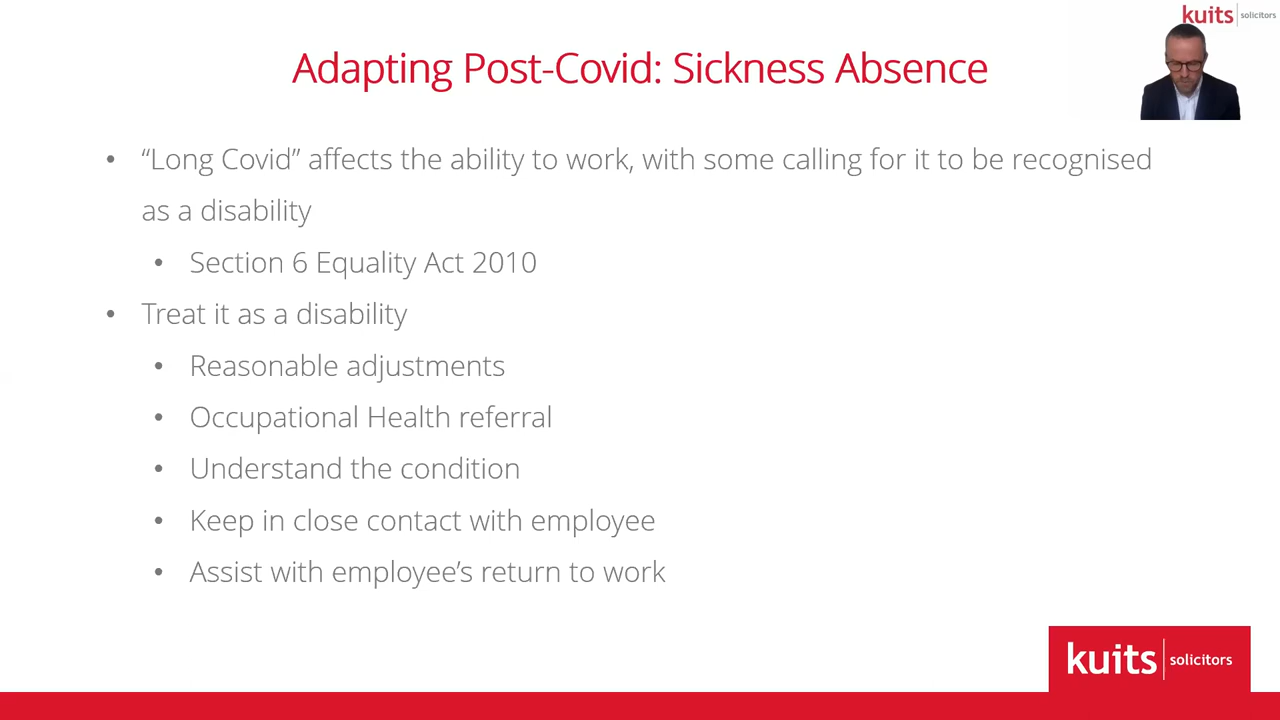 kuits solicitors
Adapting Post-Covid: Sickness Absence
• “Long Covid” affects the ability to work, with some calling for it to be recognised
as a disability
• Section 6 Equality Act 2010
• Treat it as a disability
• Reasonable adjustments
• Occupational Health referral
• Understand the condition
• Keep in close contact with employee
• Assist with employee’s return to work
kuits solicitors